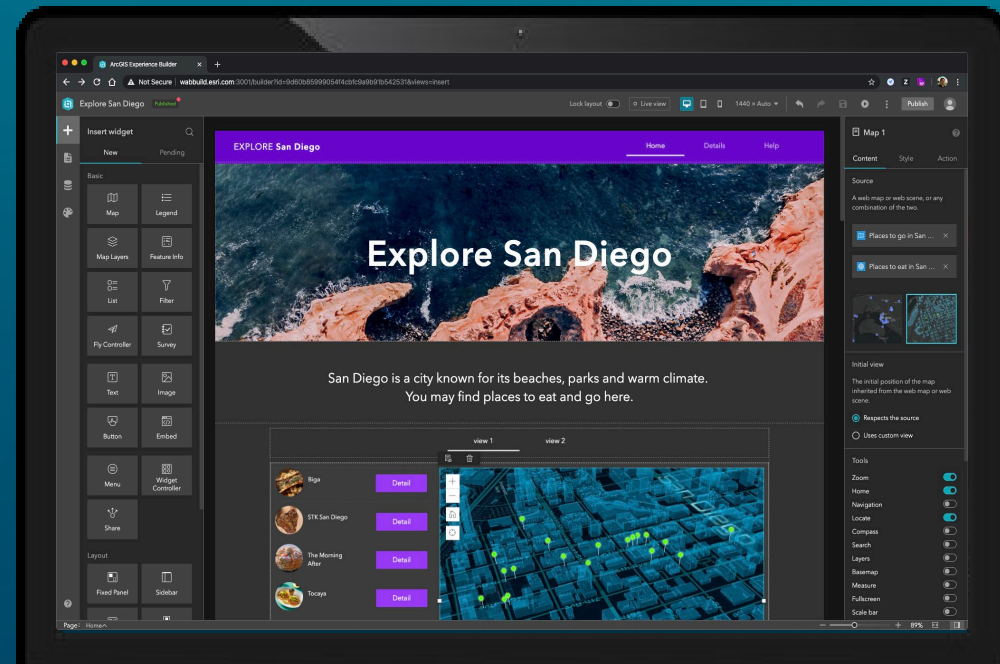 ArcGIS Experience Builder
Not Secure | wabbuild.esri.com:3001/builder?id=9d60b65999054f4cbfc9a9b91b542531&views=insert
Explore San Diego
Published
Lock layout
Live view
1440 × Auto
Publish
Insert widget
New
Pending
Basic
Map
Legend
Map Layers
Feature Info
List
Filter
Fly Controller
Survey
Text
Image
Button
Embed
Menu
Widget
Controller
Share
Layout
Fixed Panel
Sidebar
Page:
Home
EXPLORE San Diego
Home
Details
Help
Explore San Diego
San Diego is a city known for its beaches, parks and warm climate.
You may find places to eat and go here.
view 1
view 2
Biga
Detail
STK San Diego
Detail
The Morning
After
Detail
Tocaya
Detail
Map 1
Content
Style
Action
Source
A web map or web scene, or any
combination of the two.
Places to go in San ...
Places to eat in San ...
Initial view
The initial position of the map
inherited from the web map or web
scene.
Respects the source
Uses custom view
Tools
Zoom
Home
Navigation
Locate
Compass
Search
Layers
Basemap
Measure
Fullscreen
Scale bar
89%